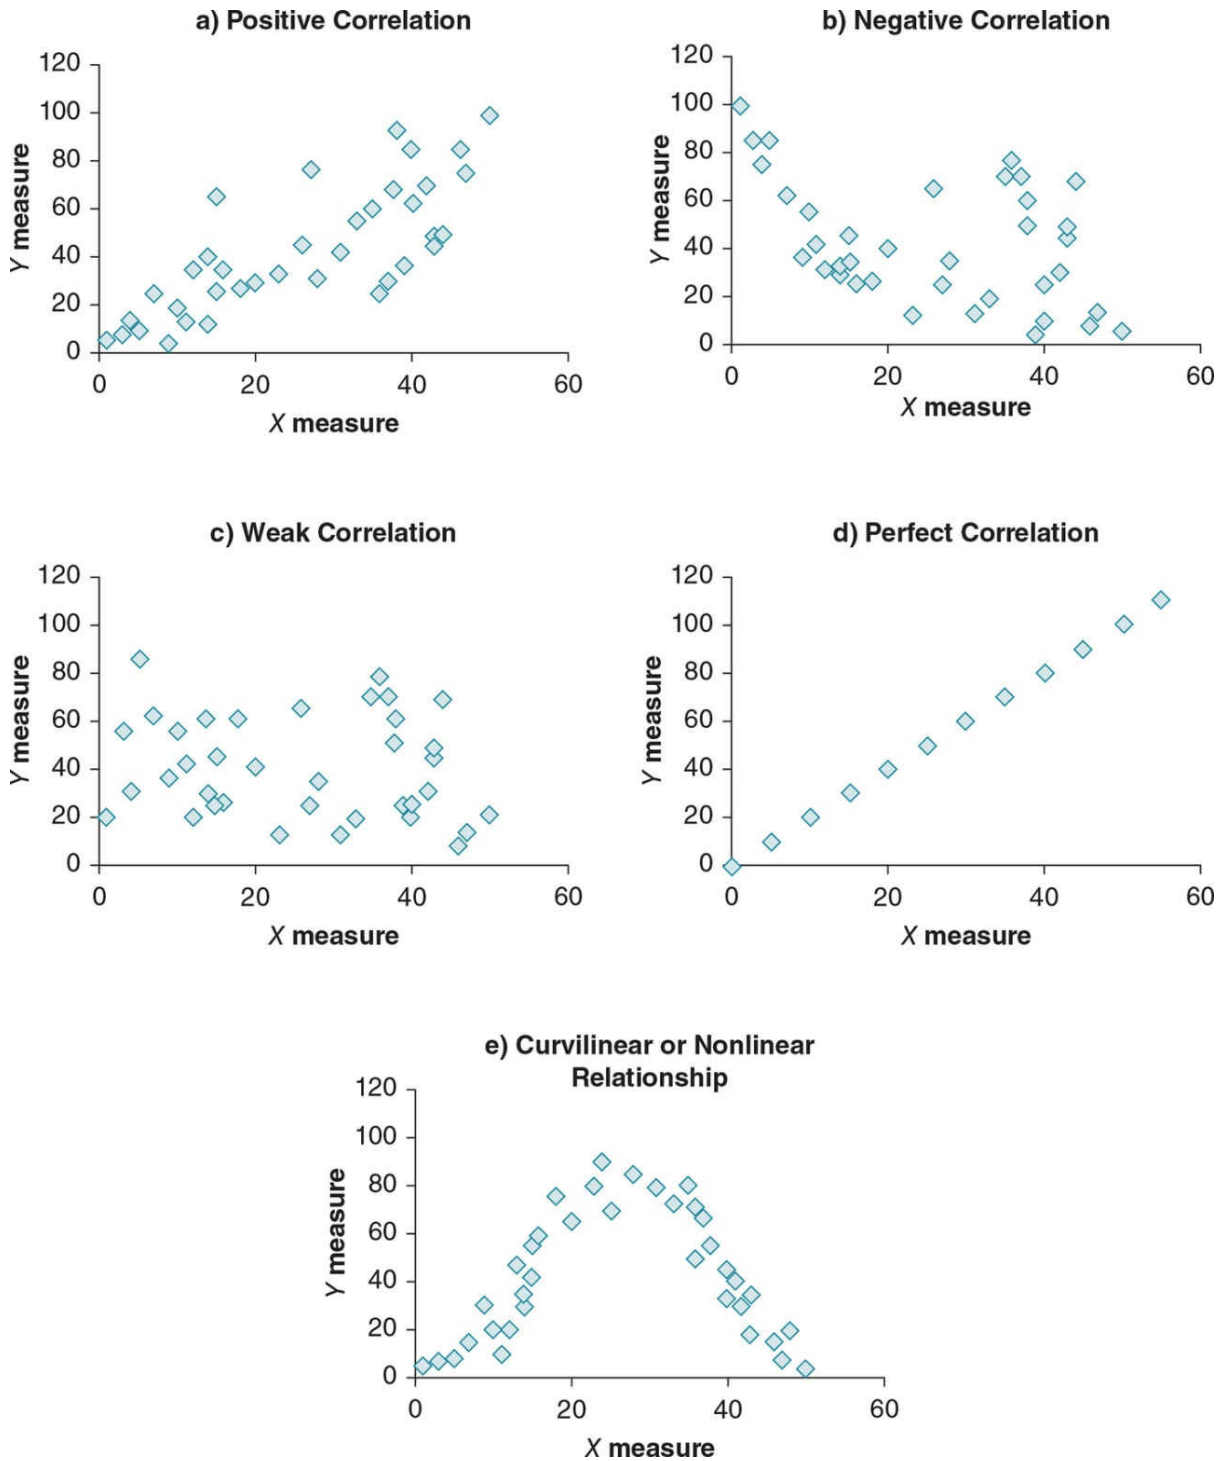 a) Positive Correlation
120
100
80
60
40
20
0
Y measure
0 20 40 60
X measure
b) Negative Correlation
120
100
80
60
40
20
0
Y measure
0 20 40 60
X measure
c) Weak Correlation
120
100
80
60
40
20
0
Y measure
0 20 40 60
X measure
d) Perfect Correlation
120
100
80
60
40
20
0
Y measure
0 20 40 60
X measure
e) Curvilinear or Nonlinear
Relationship
120
100
80
60
40
20
0
Y measure
0 20 40 60
X measure